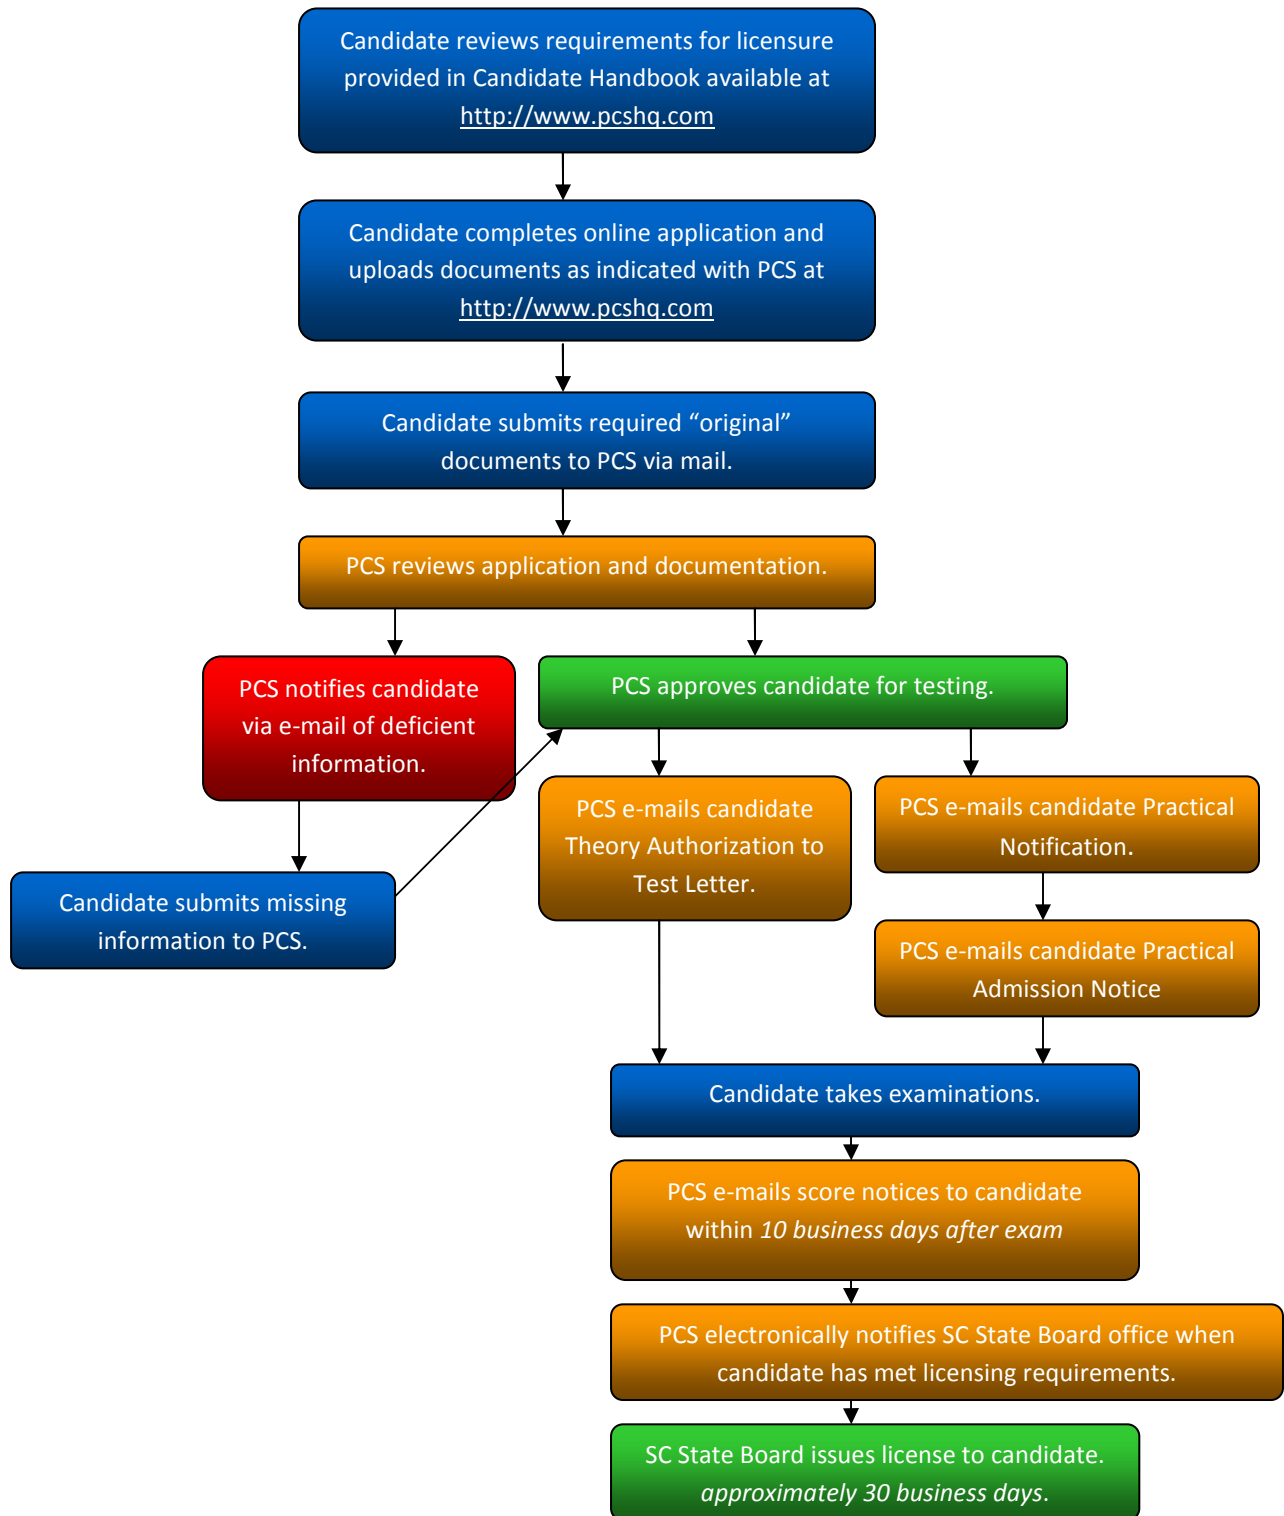 Candidate reviews requirements for licensure
provided in Candidate Handbook available at
http://www.pcshq.com
Candidate completes online application and
uploads documents as indicated with PCS at
http://www.pcshq.com
Candidate submits required “original”
documents to PCS via mail.
PCS reviews application and documentation.
PCS notifies candidate
via e-mail of deficient
information.
Candidate submits missing
information to PCS.
PCS approves candidate for testing.
PCS e-mails candidate
Theory Authorization to
Test Letter.
PCS e-mails candidate Practical
Notification.
PCS e-mails candidate Practical
Admission Notice
Candidate takes examinations.
PCS e-mails score notices to candidate
within 10 business days after exam
PCS electronically notifies SC State Board office when
candidate has met licensing requirements.
SC State Board issues license to candidate.
approximately 30 business days.